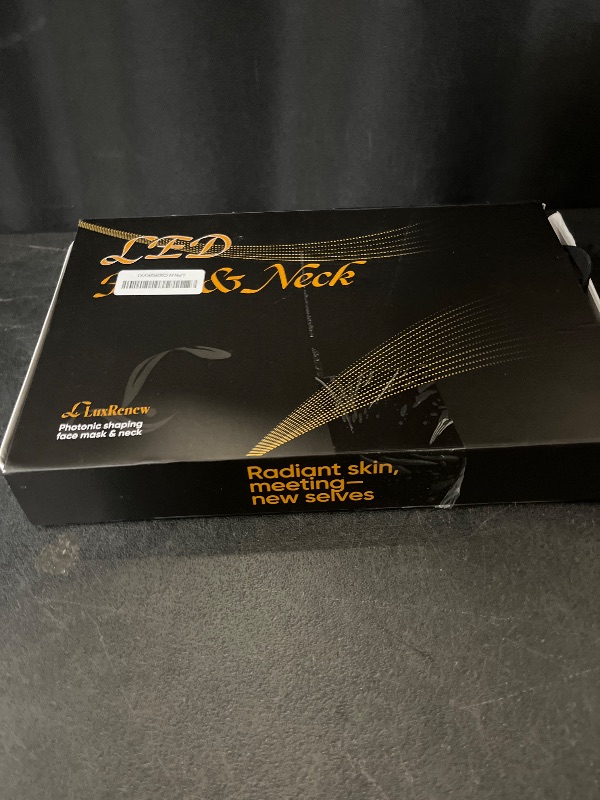 LED
& Neck
LuxRenew
Photonic shaping
face mask & neck
Radiant skin,
meeting—
new selves